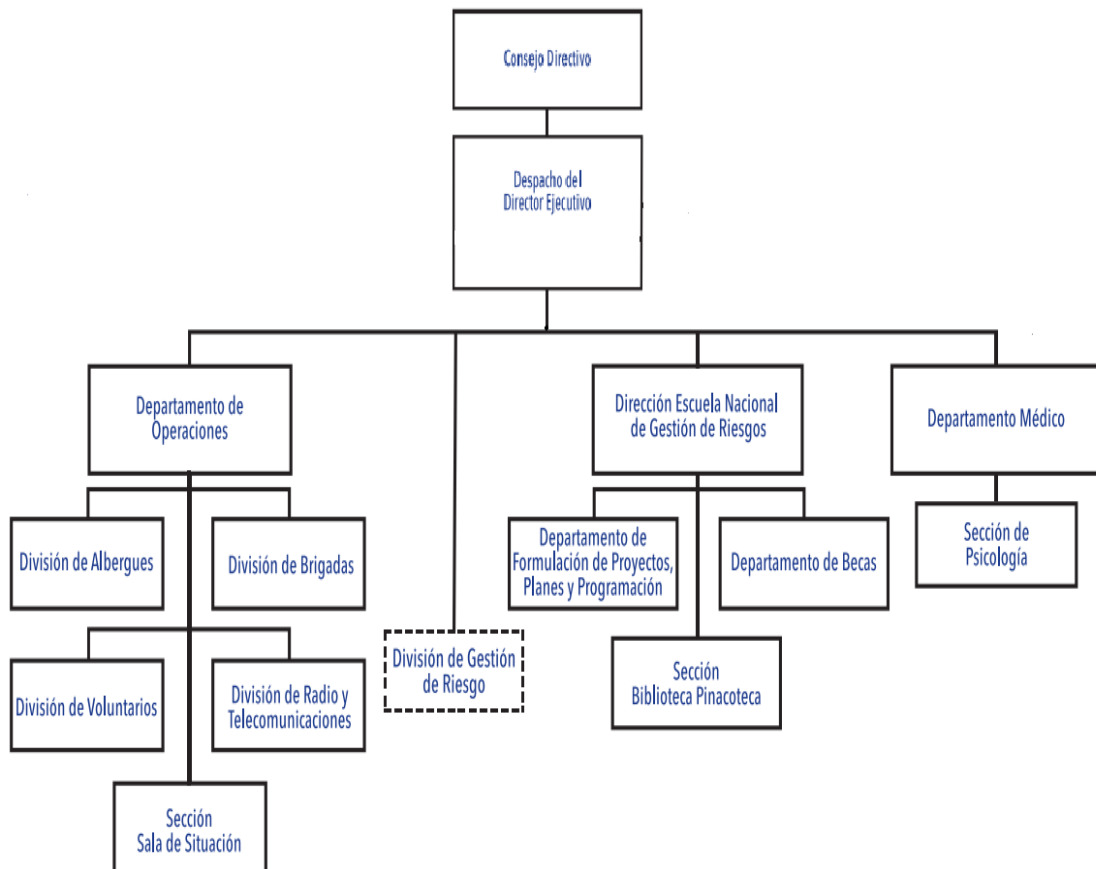 Consejo Directivo
Despacho del
Director Ejecutivo
Departamento de
Operaciones
Dirección Escuela Nacional
de Gestión de Riesgos
Departamento Médico
División de Albergues
División de Brigadas
Departamento de
Formulación de Proyectos,
Planes y Programación
Departamento de Becas
Sección de
Psicología
División de Voluntarios
División de Radio y
Telecomunicaciones
División de Gestión
de Riesgo
Sección
Biblioteca Pinacoteca
Sección
Sala de Situación